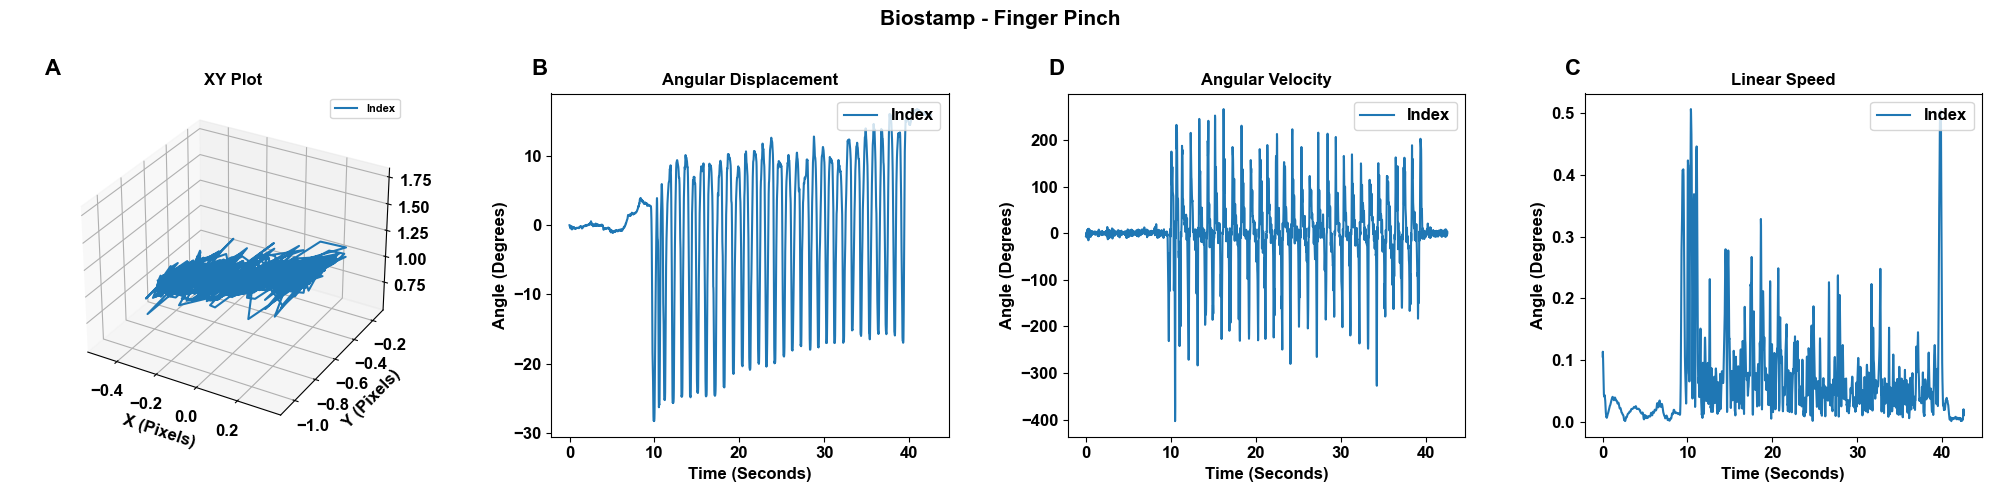 Biostamp - Finger Pinch
A
XY Plot
Index
1.75
1.50
1.25
1.00
0.75
−0.2
−0.4
−0.6
−0.8
−1.0
Y (Pixels)
−0.4
−0.2
0.0
0.2
X (Pixels)
B
Angular Displacement
Index
10
0
−10
−20
−30
Angle (Degrees)
0
10
20
30
40
Time (Seconds)
D
Angular Velocity
Index
200
100
0
−100
−200
−300
−400
Angle (Degrees)
0
10
20
30
40
Time (Seconds)
C
Linear Speed
Index
0.5
0.4
0.3
0.2
0.1
0.0
Angle (Degrees)
0
10
20
30
40
Time (Seconds)